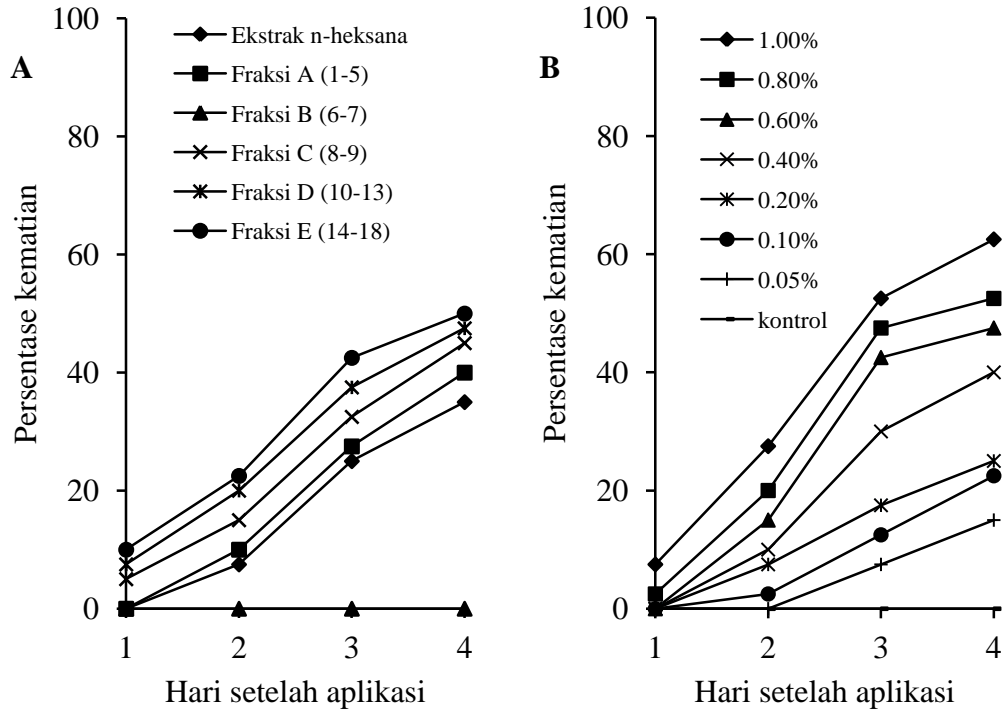 A
Persentase kematian
100
80
60
40
20
0
1 2 3 4
Hari setelah aplikasi
Ekstrak n-heksana
Fraksi A (1-5)
Fraksi B (6-7)
Fraksi C (8-9)
Fraksi D (10-13)
Fraksi E (14-18)
B
Persentase kematian
100
80
60
40
20
0
1 2 3 4
Hari setelah aplikasi
1.00%
0.80%
0.60%
0.40%
0.20%
0.10%
0.05%
kontrol